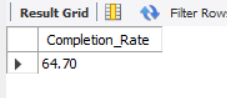 Result Grid Filter Rows
Completion_Rate
64.70